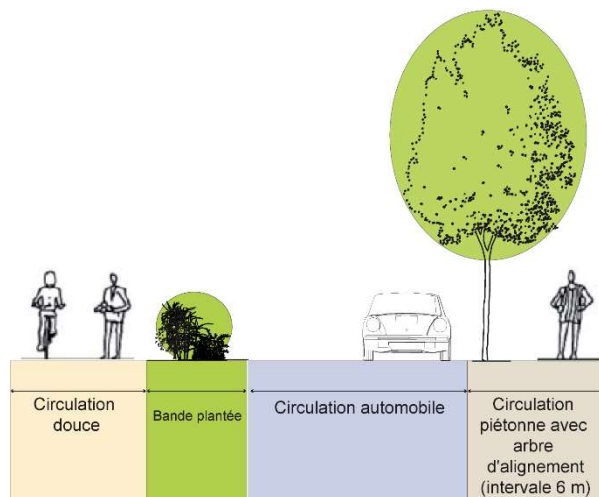 Circulation
douce
Bande plantée
Circulation automobile
Circulation
piétonne avec
arbre
d'alignement
(intervale 6 m)